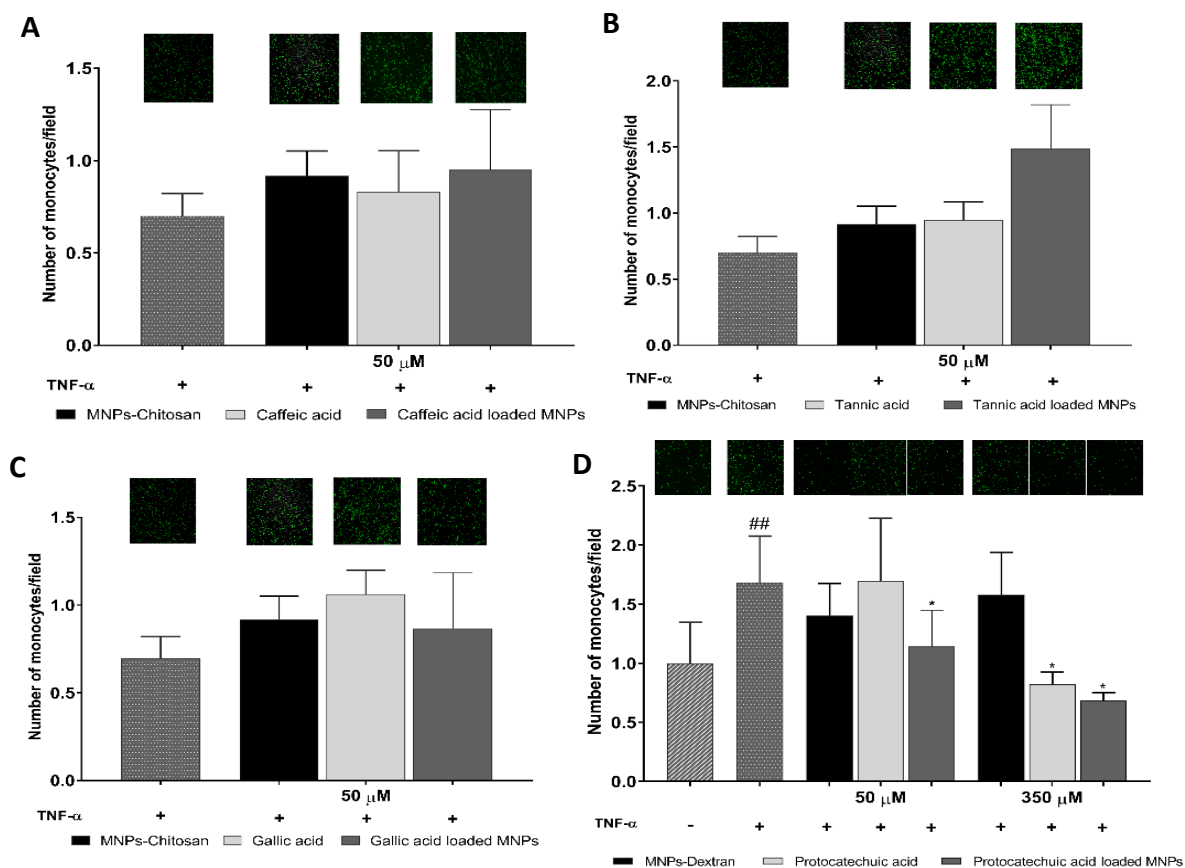 A
Number of monocytes/field
1.5
1.0
0.5
0.0
50 μM
TNF-α + + + +
MNPs-Chitosan Caffeic acid Caffeic acid loaded MNPs
B
Number of monocytes/field
2.0
1.5
1.0
0.5
0.0
50 μM
TNF-α + + + +
MNPs-Chitosan Tannic acid Tannic acid loaded MNPs
C
Number of monocytes/field
1.5
1.0
0.5
0.0
50 μM
TNF-α + + + +
MNPs-Chitosan Gallic acid Gallic acid loaded MNPs
D
Number of monocytes/field
2.5
2.0
1.5
1.0
0.5
0.0
##
*
*
*
50 μM 350 μM
TNF-α - + + + + + + +
MNPs-Dextran Protocatechuic acid Protocatechuic acid loaded MNPs